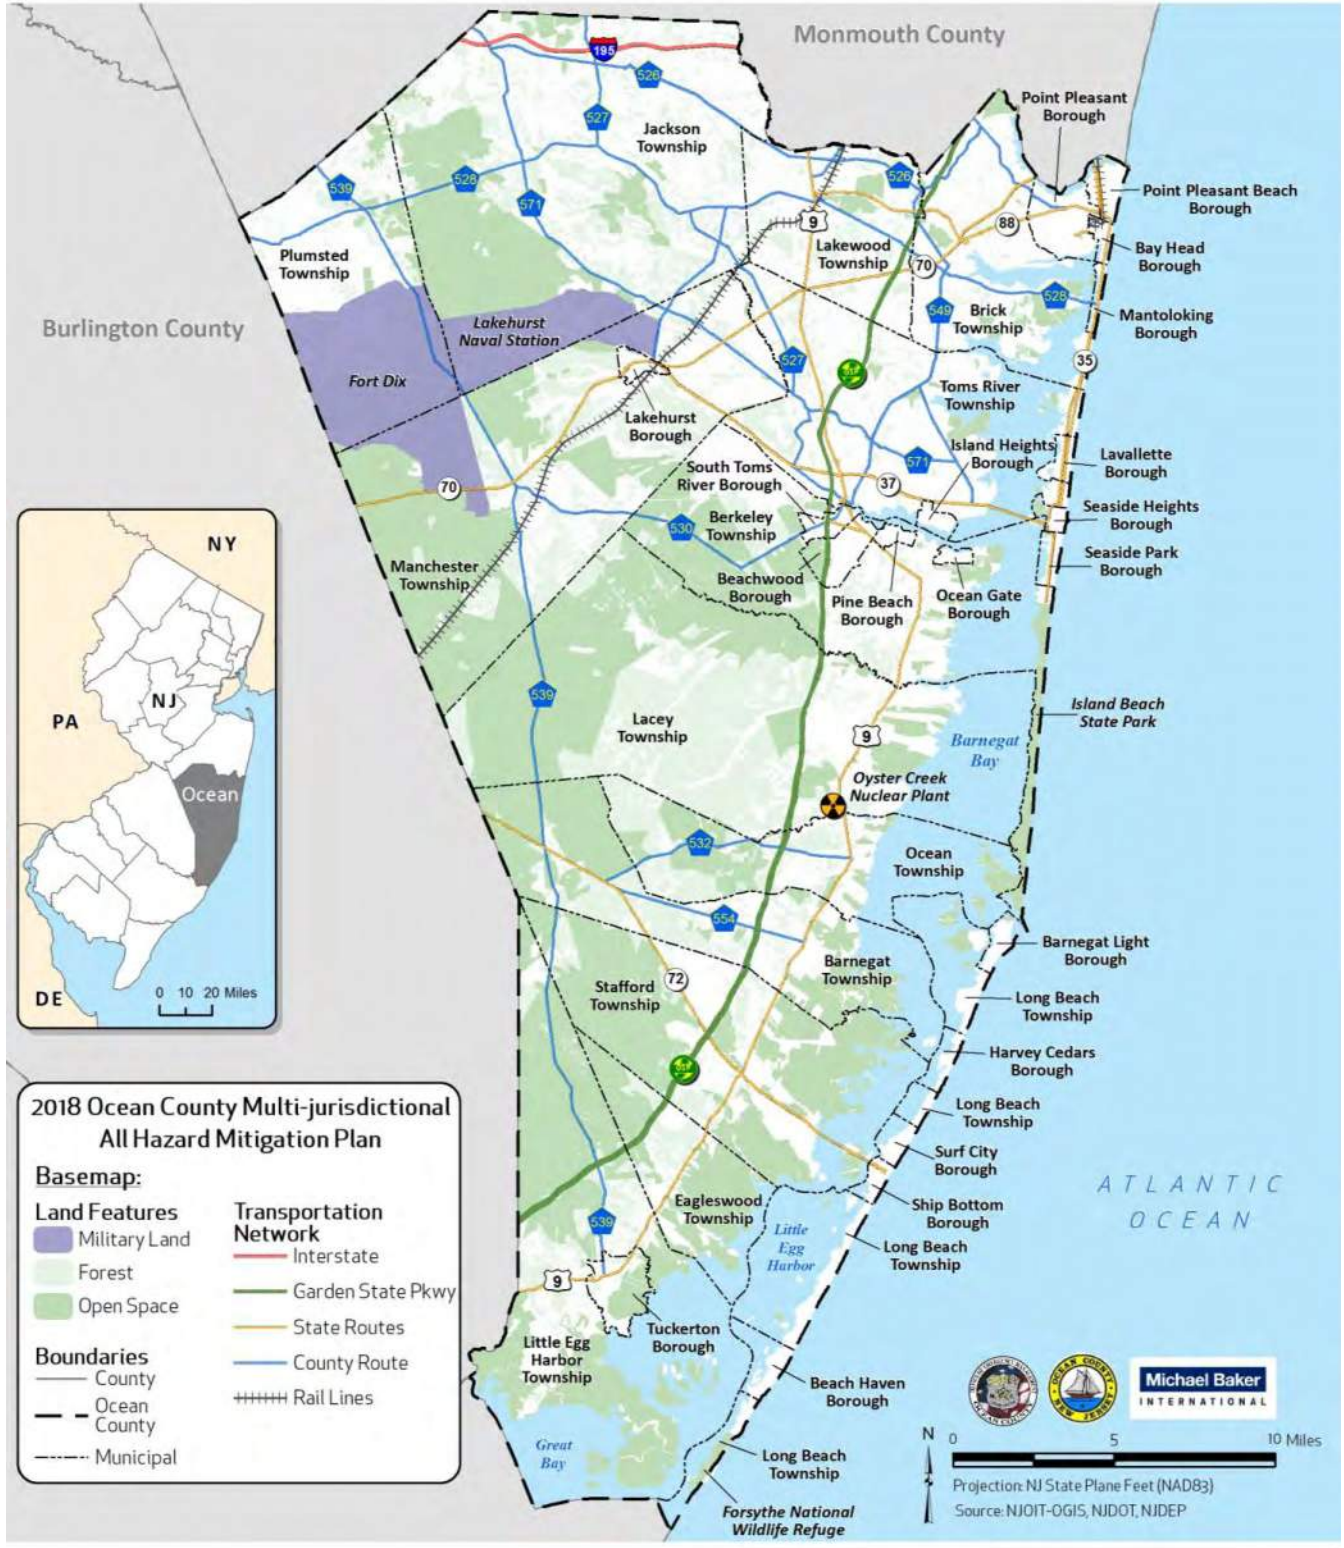 Monmouth County
195
526
Point Pleasant
Borough
527
Jackson
Township
526
539
528
571
Point Pleasant Beach
Borough
9
88
Lakewood
Township
Plumsted
Township
Bay Head
Borough
70
528
549
Brick
Township
Mantoloking
Borough
Burlington County
Lakehurst
Naval Station
527
35
Fort Dix
Toms River
Township
Lakehurst
Borough
Island Heights
Borough
Lavallette
Borough
571
South Toms
River Borough
37
70
Seaside Heights
Borough
530
Berkeley
Township
Seaside Park
Borough
Manchester
Township
Beachwood
Borough
Pine Beach
Borough
Ocean Gate
Borough
539
Lacey
Township
Island Beach
State Park
9
Barnegat
Bay
Oyster Creek
Nuclear Plant
532
Ocean
Township
554
Barnegat Light
Borough
Barnegat
Township
Stafford
Township
72
Long Beach
Township
Harvey Cedars
Borough
Long Beach
Township
Surf City
Borough
ATLANTIC
OCEAN
Ship Bottom
Borough
Eagleswood
Township
539
Little
Egg
Harbor
Long Beach
Township
9
Tuckerton
Borough
Little Egg
Harbor
Township
Beach Haven
Borough
Great
Bay
Long Beach
Township
Forsythe National
Wildlife Refuge
NY
NJ
PA
Ocean
DE
0 10 20 Miles
2018 Ocean County Multi-jurisdictional
All Hazard Mitigation Plan
Basemap:
Land Features
Military Land
Forest
Open Space
Boundaries
County
Ocean
County
Municipal
Transportation
Network
Interstate
Garden State Pkwy
State Routes
County Route
Rail Lines
OCEAN COUNTY
NEW JERSEY
Michael Baker
INTERNATIONAL
N
0 5 10 Miles
Projection: NJ State Plane Feet (NAD83)
Source: NJOIT-OGIS, NJDOT, NJDEP